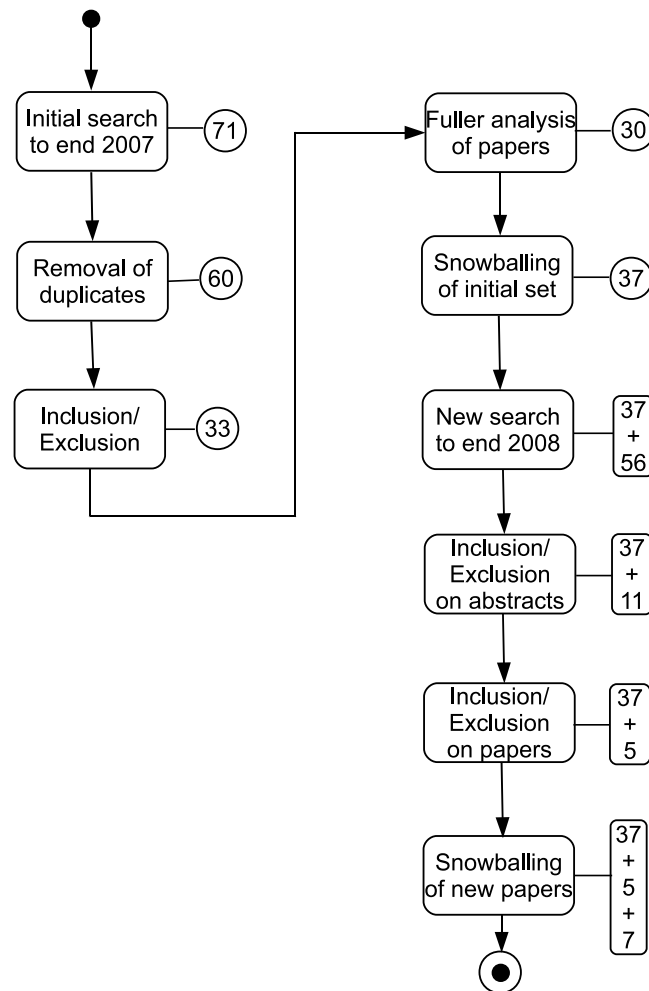 Initial search
to end 2007
71
Removal of
duplicates
60
Inclusion/
Exclusion
33
Fuller analysis
of papers
30
Snowballing
of initial set
37
New search
to end 2008
37
+
56
Inclusion/
Exclusion
on abstracts
37
+
11
Inclusion/
Exclusion
on papers
37
+
5
Snowballing
of new papers
37
+
5
+
7